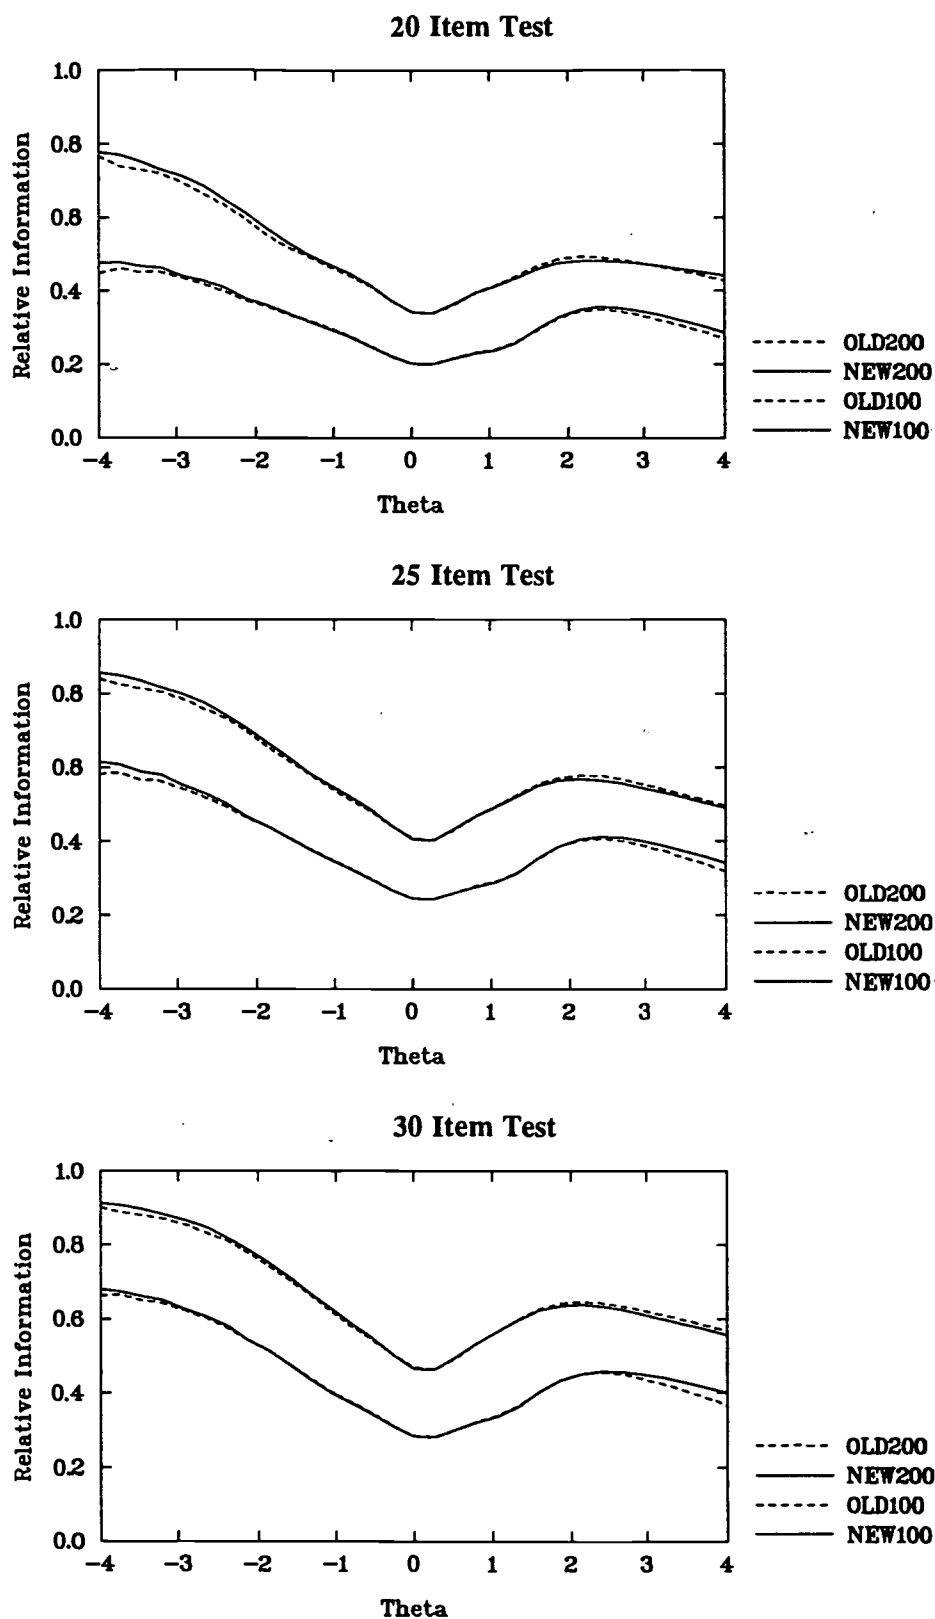 20 Item Test
1.0
0.8
0.6
0.4
0.2
0.0
Relative Information
-4 -3 -2 -1 0 1 2 3 4
Theta
OLD200
NEW200
OLD100
NEW100
25 Item Test
1.0
0.8
0.6
0.4
0.2
0.0
Relative Information
-4 -3 -2 -1 0 1 2 3 4
Theta
OLD200
NEW200
OLD100
NEW100
30 Item Test
1.0
0.8
0.6
0.4
0.2
0.0
Relative Information
-4 -3 -2 -1 0 1 2 3 4
Theta
OLD200
NEW200
OLD100
NEW100